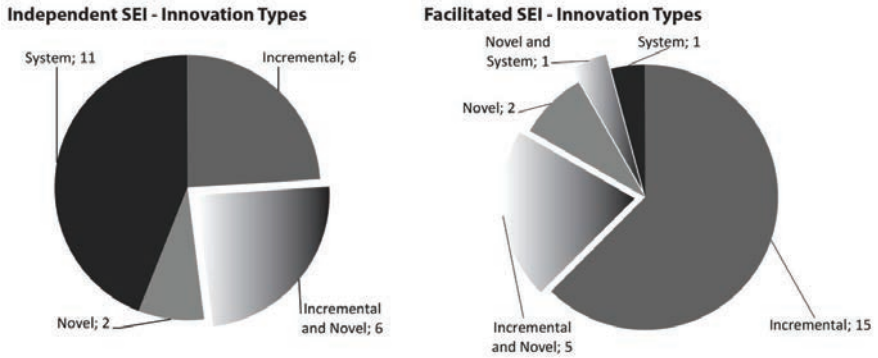 Independent SEI - Innovation Types
System; 11
Incremental; 6
Novel; 2
Incremental
and Novel; 6
Facilitated SEI - Innovation Types
Novel and
System; 1
System; 1
Novel; 2
Incremental
and Novel; 5
Incremental; 15